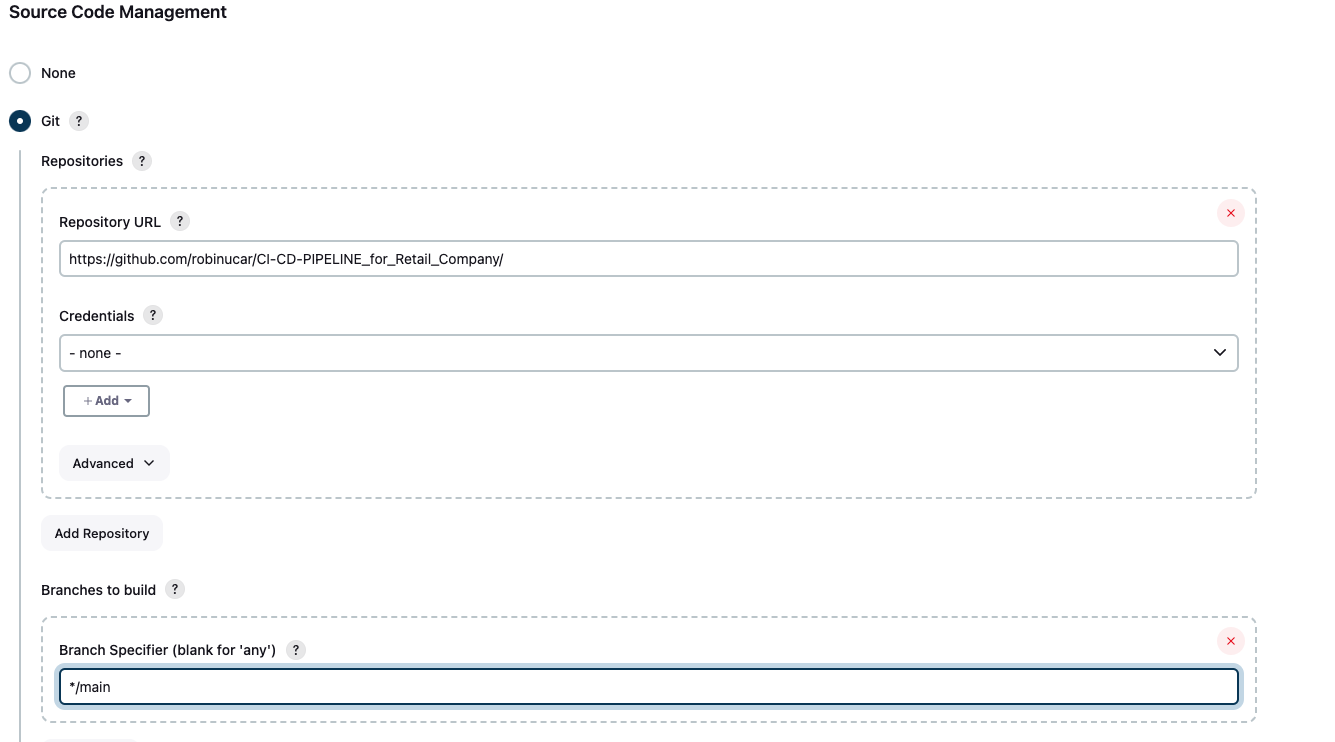 Source Code Management
None
Git ?
Repositories ?
Repository URL ?
https://github.com/robinucar/CI-CD-PIPELINE_for_Retail_Company/
Credentials ?
- none -
+ Add
Advanced
Add Repository
Branches to build ?
Branch Specifier (blank for 'any') ?
*/main